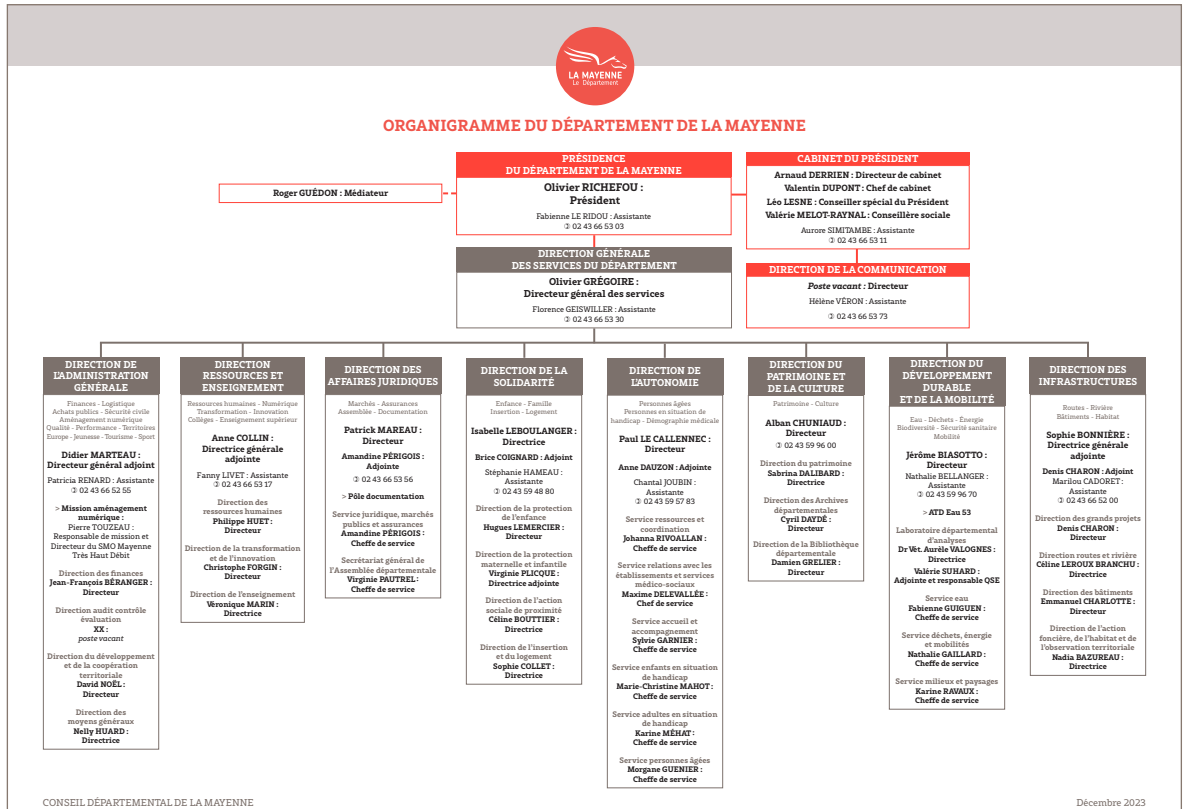 LA MAYENNE
Le Département
ORGANIGRAMME DU DÉPARTEMENT DE LA MAYENNE
Roger GUÉDON : Médiateur
PRÉSIDENCE
DU DÉPARTEMENT DE LA MAYENNE
Olivier RICHEFOU :
Président
Fabienne LE RIDOU : Assistante
✆ 02 43 66 53 03
CABINET DU PRÉSIDENT
Arnaud DERRIEN : Directeur de cabinet
Valentin DUPONT : Chef de cabinet
Léo LESNE : Conseiller spécial du Président
Valérie MELOT-RAYNAL : Conseillère sociale
Aurore SIMITAMBE : Assistante
✆ 02 43 66 53 11
DIRECTION GÉNÉRALE
DES SERVICES DU DÉPARTEMENT
Olivier GRÉGOIRE :
Directeur général des services
Florence GEISWILLER : Assistante
✆ 02 43 66 53 30
DIRECTION DE LA COMMUNICATION
Poste vacant : Directeur
Hélène VÉRON : Assistante
✆ 02 43 66 53 73
DIRECTION DE
L'ADMINISTRATION
GÉNÉRALE
Finances - Logistique
Achats publics - Sécurité civile
Aménagement numérique
Qualité - Performance - Territoires
Europe - Jeunesse - Tourisme - Sport
Didier MARTEAU :
Directeur général adjoint
Patricia RENARD : Assistante
✆ 02 43 66 52 55
> Mission aménagement
numérique :
Pierre TOUZEAU :
Responsable de mission et
Directeur du SMO Mayenne
Très Haut Débit
Direction des finances
Jean-François BÉRANGER :
Directeur
Direction audit contrôle
évaluation
XX :
poste vacant
Direction du développement
et de la coopération
territoriale
David NOËL :
Directeur
Direction des
moyens généraux
Nelly HUARD :
Directrice
DIRECTION
RESSOURCES ET
ENSEIGNEMENT
Ressources humaines - Numérique
Transformation - Innovation
Collèges - Enseignement supérieur
Anne COLLIN :
Directrice générale
adjointe
Fanny LIVET : Assistante
✆ 02 43 66 53 17
Direction des
ressources humaines
Philippe HUET :
Directeur
Direction de la transformation
et de l'innovation
Christophe FORGIN :
Directeur
Direction de l'enseignement
Véronique MARIN :
Directrice
DIRECTION DES
AFFAIRES JURIDIQUES
Marchés - Assurances
Assemblée - Documentation
Patrick MAREAU :
Directeur
Amandine PÉRIGOIS :
Adjointe
✆ 02 43 66 53 56
> Pôle documentation
Service juridique, marchés
publics et assurances
Amandine PÉRIGOIS :
Cheffe de service
Secrétariat général de
l'Assemblée départementale
Virginie PAUTREL :
Cheffe de service
DIRECTION DE LA
SOLIDARITÉ
Enfance - Famille
Insertion - Logement
Isabelle LEBOULANGER :
Directrice
Brice COIGNARD : Adjoint
Stéphanie HAMEAU :
Assistante
✆ 02 43 59 48 80
Direction de la protection
de l'enfance
Hugues LEMERCIER :
Directeur
Direction de la protection
maternelle et infantile
Virginie PLICQUE :
Directrice adjointe
Direction de l'action
sociale de proximité
Céline BOUTTIER :
Directrice
Direction de l'insertion
et du logement
Sophie COLLET :
Directrice
DIRECTION DE
L'AUTONOMIE
Personnes âgées
Personnes en situation de
handicap - Démographie médicale
Paul LE CALLENNEC :
Directeur
Anne DAUZON : Adjointe
Chantal JOUBIN :
Assistante
✆ 02 43 59 57 83
Service ressources et
coordination
Johanna RIVOALLAN :
Cheffe de service
Service relations avec les
établissements et services
médico-sociaux
Maxime DELEVALLÉE :
Chef de service
Service accueil et
accompagnement
Sylvie GARNIER :
Cheffe de service
Service enfants en situation
de handicap
Marie-Christine MAHOT :
Cheffe de service
Service adultes en situation
de handicap
Karine MÉHAT :
Cheffe de service
Service personnes âgées
Morgane GUENIER :
Cheffe de service
DIRECTION DU
PATRIMOINE ET
DE LA CULTURE
Patrimoine - Culture
Alban CHUNIAUD :
Directeur
✆ 02 43 59 96 00
Direction du patrimoine
Sabrina DALIBARD :
Directrice
Direction des Archives
départementales
Cyril DAYDÉ :
Directeur
Direction de la Bibliothèque
départementale
Damien GRELIER :
Directeur
DIRECTION DU
DÉVELOPPEMENT
DURABLE
ET DE LA MOBILITÉ
Eau - Déchets - Énergie
Biodiversité - Sécurité sanitaire
Mobilité
Jérôme BIASOTTO :
Directeur
Nathalie BELLANGER :
Assistante
✆ 02 43 59 96 70
> ATD Eau 53
Laboratoire départemental
d'analyses
Dr Vét. Aurèle VALOGNES :
Directrice
Valérie SUHARD :
Adjointe et responsable QSE
Service eau
Fabienne GUIGUEN :
Cheffe de service
Service déchets, énergie
et mobilités
Nathalie GAILLARD :
Cheffe de service
Service milieux et paysages
Karine RAVAUX :
Cheffe de service
DIRECTION DES
INFRASTRUCTURES
Routes - Rivière
Bâtiments - Habitat
Sophie BONNIÈRE :
Directrice générale
adjointe
Denis CHARON : Adjoint
Marilou CADORET :
Assistante
✆ 02 43 66 52 00
Direction des grands projets
Denis CHARON :
Directeur
Direction routes et rivière
Céline LEROUX BRANCHU :
Directrice
Direction des bâtiments
Emmanuel CHARLOTTE :
Directeur
Direction de l'action
foncière, de l'habitat et de
l'observation territoriale
Nadia BAZUREAU :
Directrice
CONSEIL DÉPARTEMENTAL DE LA MAYENNE
Décembre 2023